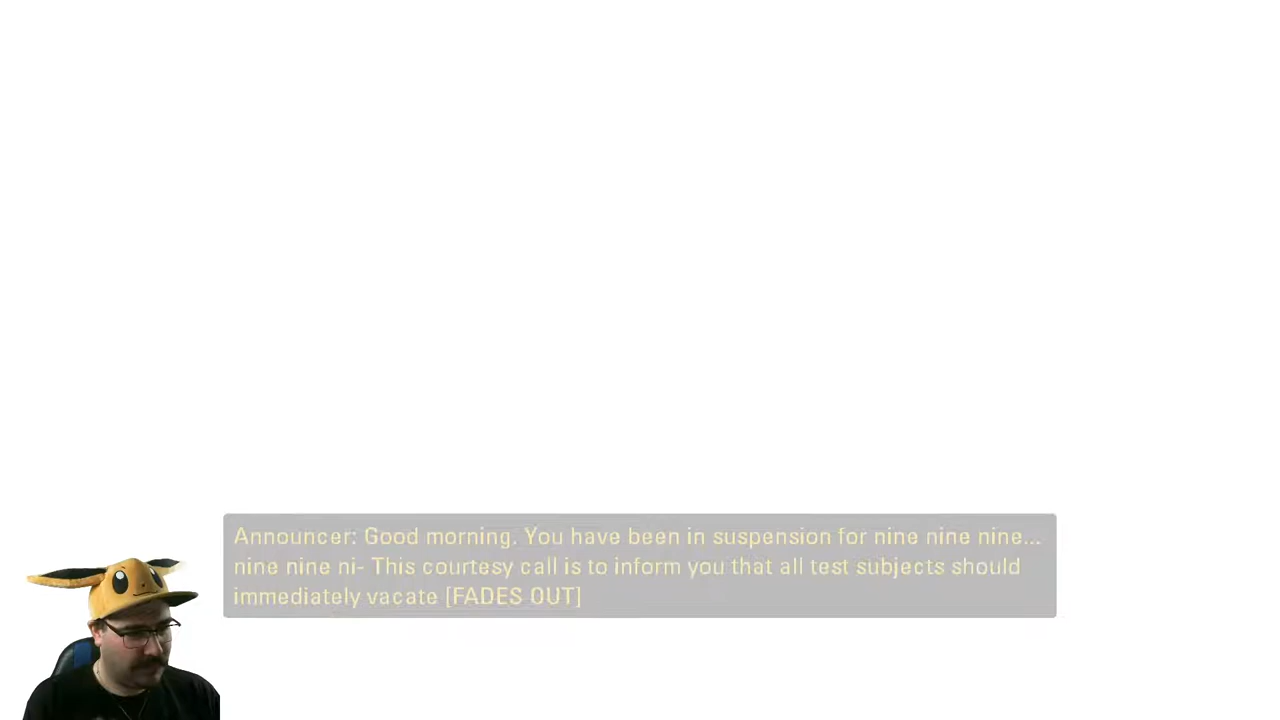 Announcer: Good morning. You have been in suspension for nine nine nine...
nine nine ni- This courtesy call is to inform you that all test subjects should
immediately vacate [FADES OUT]